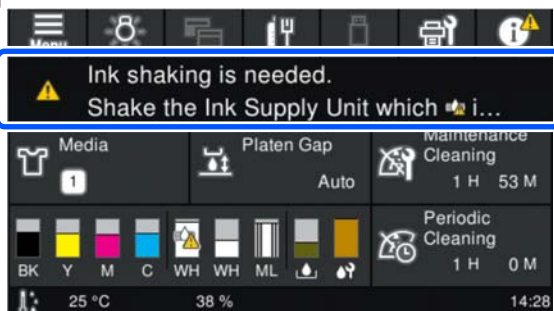 Menu
Ink shaking is needed.
Shake the Ink Supply Unit which i...
Media
1
Platen Gap
Auto
Maintenance
Cleaning
1 H 53 M
Periodic
Cleaning
1 H 0 M
BK Y M C WH WH ML
25 °C 38 % 14:28